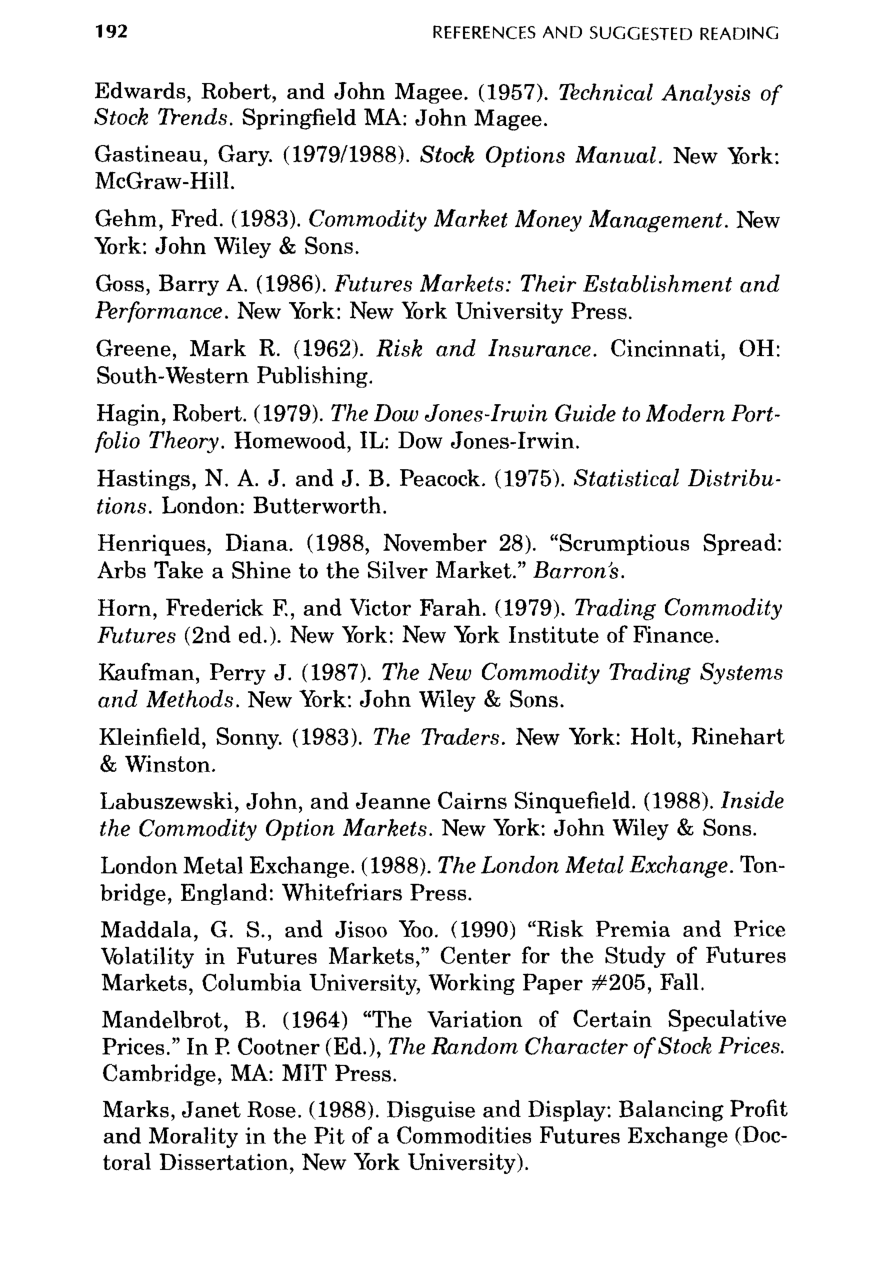 192 REFERENCES AND SUGGESTED READING
Edwards, Robert, and John Magee. (1957). Technical Analysis of
Stock Trends. Springfield MA: John Magee.
Gastineau, Gary. (1979/1988). Stock Options Manual. New York:
McGraw-Hill.
Gehm, Fred. (1983). Commodity Market Money Management. New
York: John Wiley & Sons.
Goss, Barry A. (1986). Futures Markets: Their Establishment and
Performance. New York: New York University Press.
Greene, Mark R. (1962). Risk and Insurance. Cincinnati, OH:
South-Western Publishing.
Hagin, Robert. (1979). The Dow Jones-Irwin Guide to Modern Port-
folio Theory. Homewood, IL: Dow Jones-Irwin.
Hastings, N. A. J. and J. B. Peacock. (1975). Statistical Distribu-
tions. London: Butterworth.
Henriques, Diana. (1988, November 28). “Scrumptious Spread:
Arbs Take a Shine to the Silver Market.” Barron's.
Horn, Frederick F., and Victor Farah. (1979). Trading Commodity
Futures (2nd ed.). New York: New York Institute of Finance.
Kaufman, Perry J. (1987). The New Commodity Trading Systems
and Methods. New York: John Wiley & Sons.
Kleinfield, Sonny. (1983). The Traders. New York: Holt, Rinehart
& Winston.
Labuszewski, John, and Jeanne Cairns Sinquefield. (1988). Inside
the Commodity Option Markets. New York: John Wiley & Sons.
London Metal Exchange. (1988). The London Metal Exchange. Ton-
bridge, England: Whitefriars Press.
Maddala, G. S., and Jisoo Yoo. (1990) “Risk Premia and Price
Volatility in Futures Markets,” Center for the Study of Futures
Markets, Columbia University, Working Paper #205, Fall.
Mandelbrot, B. (1964) “The Variation of Certain Speculative
Prices.” In P. Cootner (Ed.), The Random Character of Stock Prices.
Cambridge, MA: MIT Press.
Marks, Janet Rose. (1988). Disguise and Display: Balancing Profit
and Morality in the Pit of a Commodities Futures Exchange (Doc-
toral Dissertation, New York University).